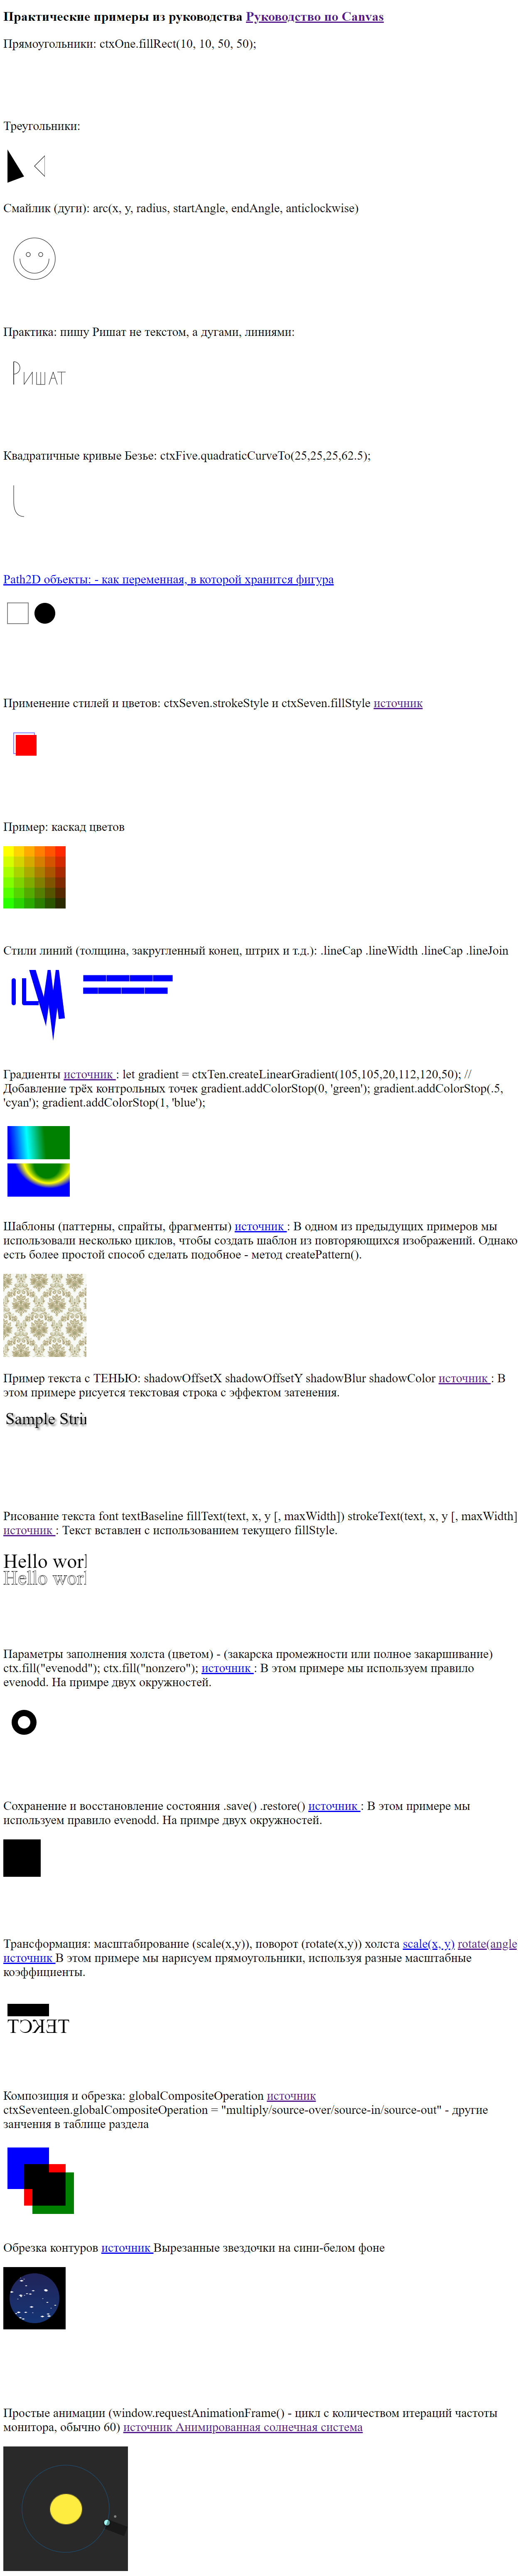 Практические примеры из руководства Руководство по Canvas
Прямоугольники: ctxOne.fillRect(10, 10, 50, 50);
Треугольники:
Смайлик (дуги): arc(x, y, radius, startAngle, endAngle, anticlockwise)
Практика: пишу Ришат не текстом, а дугами, линиями:
Ришат
Квадратичные кривые Безье: ctxFive.quadraticCurveTo(25,25,25,62.5);
Path2D объекты: - как переменная, в которой хранится фигура
Применение стилей и цветов: ctxSeven.strokeStyle и ctxSeven.fillStyle источник
Пример: каскад цветов
Стили линий (толщина, закругленный конец, штрих и т.д.): .lineCap .lineWidth .lineCap .lineJoin
Градиенты источник : let gradient = ctxTen.createLinearGradient(105,105,20,112,120,50); //
Добавление трёх контрольных точек gradient.addColorStop(0, 'green'); gradient.addColorStop(.5,
'cyan'); gradient.addColorStop(1, 'blue');
Шаблоны (паттерны, спрайты, фрагменты) источник : В одном из предыдущих примеров мы
использовали несколько циклов, чтобы создать шаблон из повторяющихся изображений. Однако
есть более простой способ сделать подобное - метод createPattern().
Пример текста с ТЕНЬЮ: shadowOffsetX shadowOffsetY shadowBlur shadowColor источник : В
этом примере рисуется текстовая строка с эффектом затенения.
Sample Strin
Рисование текста font textBaseline fillText(text, x, y [, maxWidth]) strokeText(text, x, y [, maxWidth]
источник : Текст вставлен с использованием текущего fillStyle.
Hello worl
Hello worl
Параметры заполнения холста (цветом) - (закарска промежности или полное закаршивание)
ctx.fill("evenodd"); ctx.fill("nonzero"); источник : В этом примере мы используем правило
evenodd. На примре двух окружностей.
Сохранение и восстановление состояния .save() .restore() источник : В этом примере мы
используем правило evenodd. На примре двух окружностей.
Трансформация: масштабирование (scale(x,y)), поворот (rotate(x,y)) холста scale(x, y) rotate(angle
источник В этом примере мы нарисуем прямоугольники, используя разные масштабные
коэффициенты.
ТЕКСТ
Композиция и обрезка: globalCompositeOperation источник
ctxSeventeen.globalCompositeOperation = "multiply/source-over/source-in/source-out" - другие
занчения в таблице раздела
Обрезка контуров источник Вырезанные звездочки на сини-белом фоне
Простые анимации (window.requestAnimationFrame() - цикл с количеством итераций частоты
монитора, обычно 60) источник Анимированная солнечная система